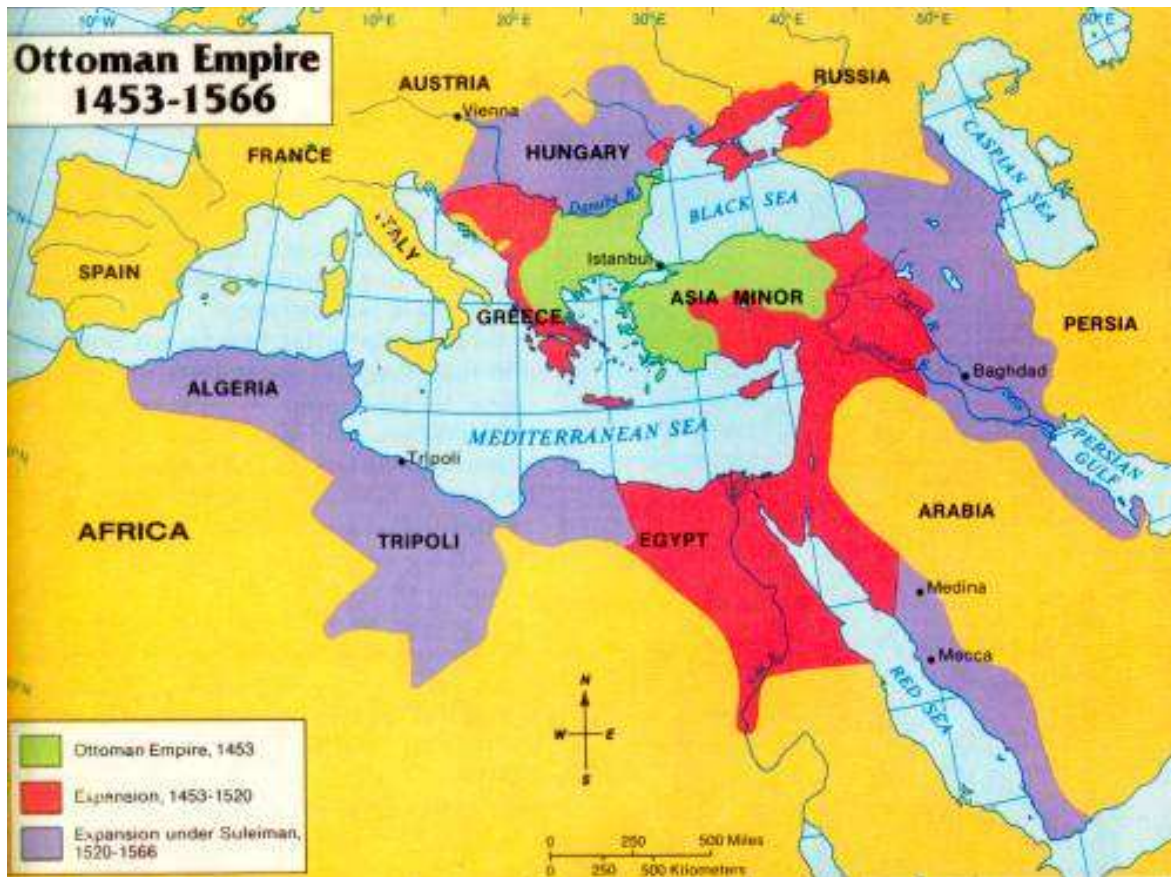 10°W
0°
10°E
20°E
30°E
40°E
50°E
Ottoman Empire
1453-1566
AUSTRIA
RUSSIA
Vienna
FRANCE
HUNGARY
CASPIAN SEA
Danube R.
BLACK SEA
ITALY
SPAIN
Istanbul
ASIA MINOR
GREECE
PERSIA
Baghdad
ALGERIA
MEDITERRANEAN SEA
Tripoli
PERSIAN
GULF
AFRICA
TRIPOLI
EGYPT
ARABIA
Medina
Mecca
RED SEA
N
W
E
S
Ottoman Empire, 1453
Expansion, 1453-1520
Expansion under Suleiman,
1520-1566
0 250 500 Miles
0 250 500 Kilometers